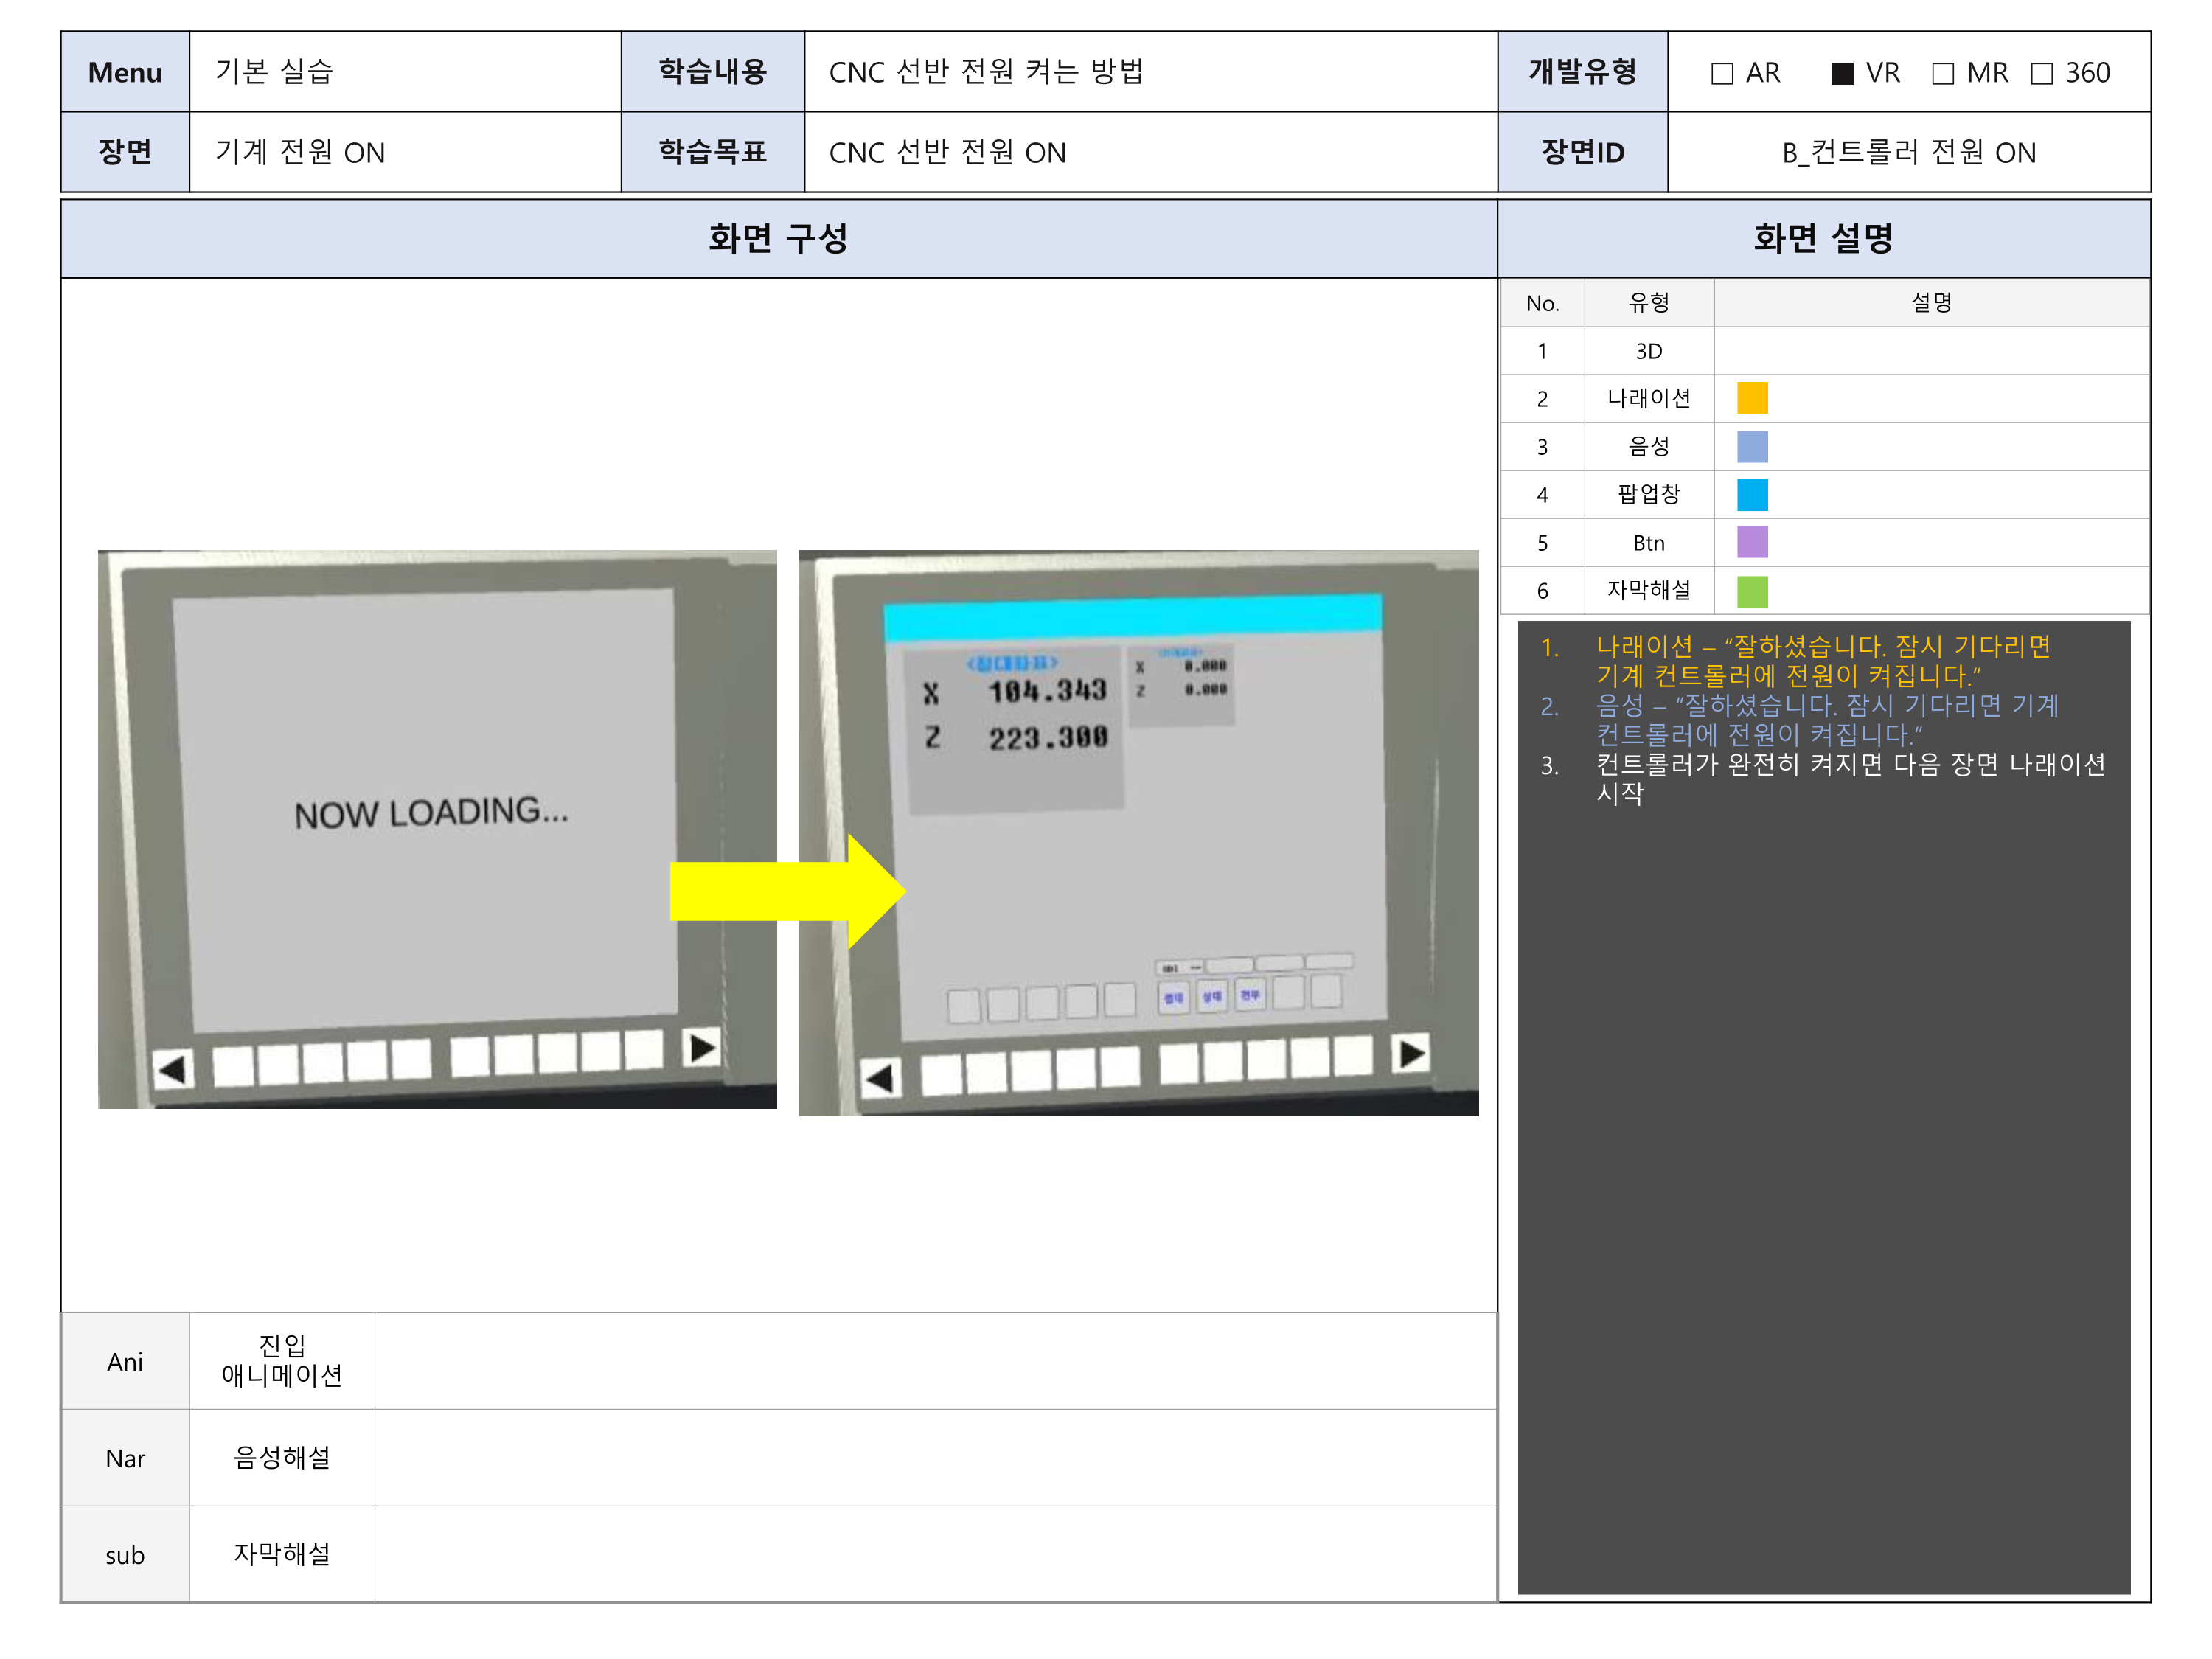 Menu 기본 실습 학습내용 CNC 선반 전원 켜는 방법 개발유형 □ AR ■ VR □ MR □ 360
장면 기계 전원 ON 학습목표 CNC 선반 전원 ON 장면ID B_컨트롤러 전원 ON
화면 구성
화면 설명
No. 유형 설명
1 3D
2 나래이션
3 음성
4 팝업창
5 Btn
6 자막해설
NOW LOADING...
X 104.343
Z 223.300
X 0.000
Z 0.000
절대 상대 전부
1. 나래이션 – “잘하셨습니다. 잠시 기다리면
기계 컨트롤러에 전원이 켜집니다.”
2. 음성 – “잘하셨습니다. 잠시 기다리면 기계
컨트롤러에 전원이 켜집니다.”
3. 컨트롤러가 완전히 켜지면 다음 장면 나래이션
시작
Ani 진입
애니메이션
Nar 음성해설
sub 자막해설